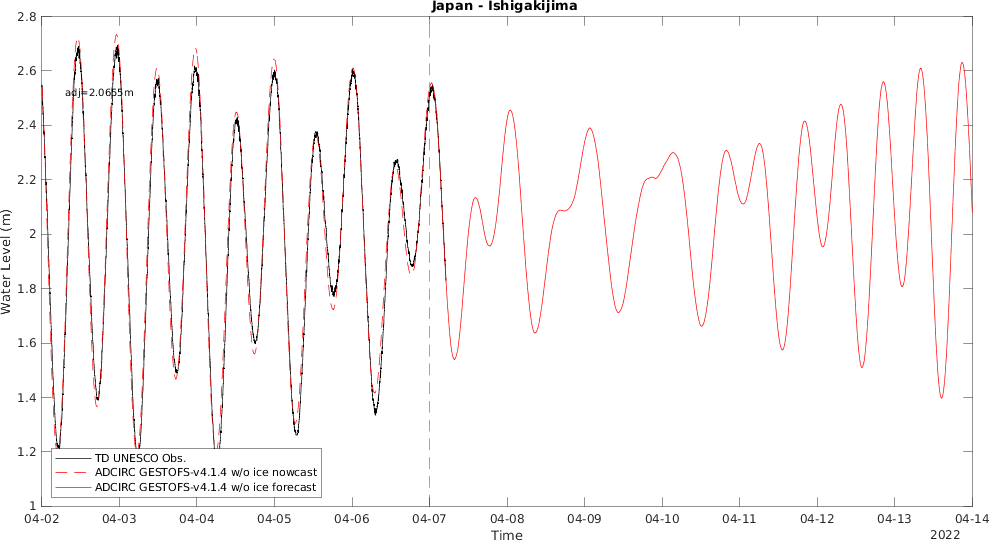 Japan - Ishigakijima
2.8
2.6
2.4
2.2
2
1.8
1.6
1.4
1.2
1
Water Level (m)
adj=2.0655m
TD UNESCO Obs.
ADCIRC GESTOFS-v4.1.4 w/o ice nowcast
ADCIRC GESTOFS-v4.1.4 w/o ice forecast
04-02 04-03 04-04 04-05 04-06 04-07 04-08 04-09 04-10 04-11 04-12 04-13 04-14
Time
2022